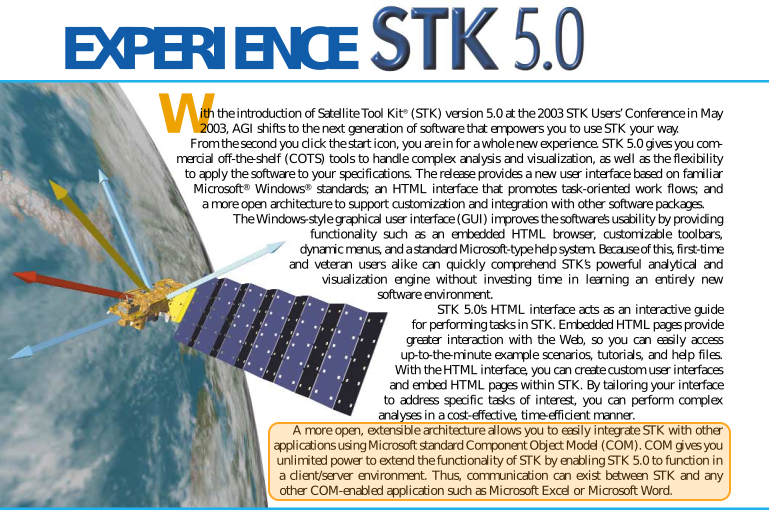 EXPERIENCE STK 5.0
With the introduction of Satellite Tool Kit® (STK) version 5.0 at the 2003 STK Users' Conference in May
2003, AGI shifts to the next generation of software that empowers you to use STK your way.
From the second you click the start icon, you are in for a whole new experience. STK 5.0 gives you com-
mercial off-the-shelf (COTS) tools to handle complex analysis and visualization, as well as the flexibility
to apply the software to your specifications. The release provides a new user interface based on familiar
Microsoft® Windows® standards; an HTML interface that promotes task-oriented work flows; and
a more open architecture to support customization and integration with other software packages.
The Windows-style graphical user interface (GUI) improves the software's usability by providing
functionality such as an embedded HTML browser, customizable toolbars,
dynamic menus, and a standard Microsoft-type help system. Because of this, first-time
and veteran users alike can quickly comprehend STK's powerful analytical and
visualization engine without investing time in learning an entirely new
software environment.
STK 5.0's HTML interface acts as an interactive guide
for performing tasks in STK. Embedded HTML pages provide
greater interaction with the Web, so you can easily access
up-to-the-minute example scenarios, tutorials, and help files.
With the HTML interface, you can create custom user interfaces
and embed HTML pages within STK. By tailoring your interface
to address specific tasks of interest, you can perform complex
analyses in a cost-effective, time-efficient manner.
A more open, extensible architecture allows you to easily integrate STK with other
applications using Microsoft standard Component Object Model (COM). COM gives you
unlimited power to extend the functionality of STK by enabling STK 5.0 to function in
a client/server environment. Thus, communication can exist between STK and any
other COM-enabled application such as Microsoft Excel or Microsoft Word.